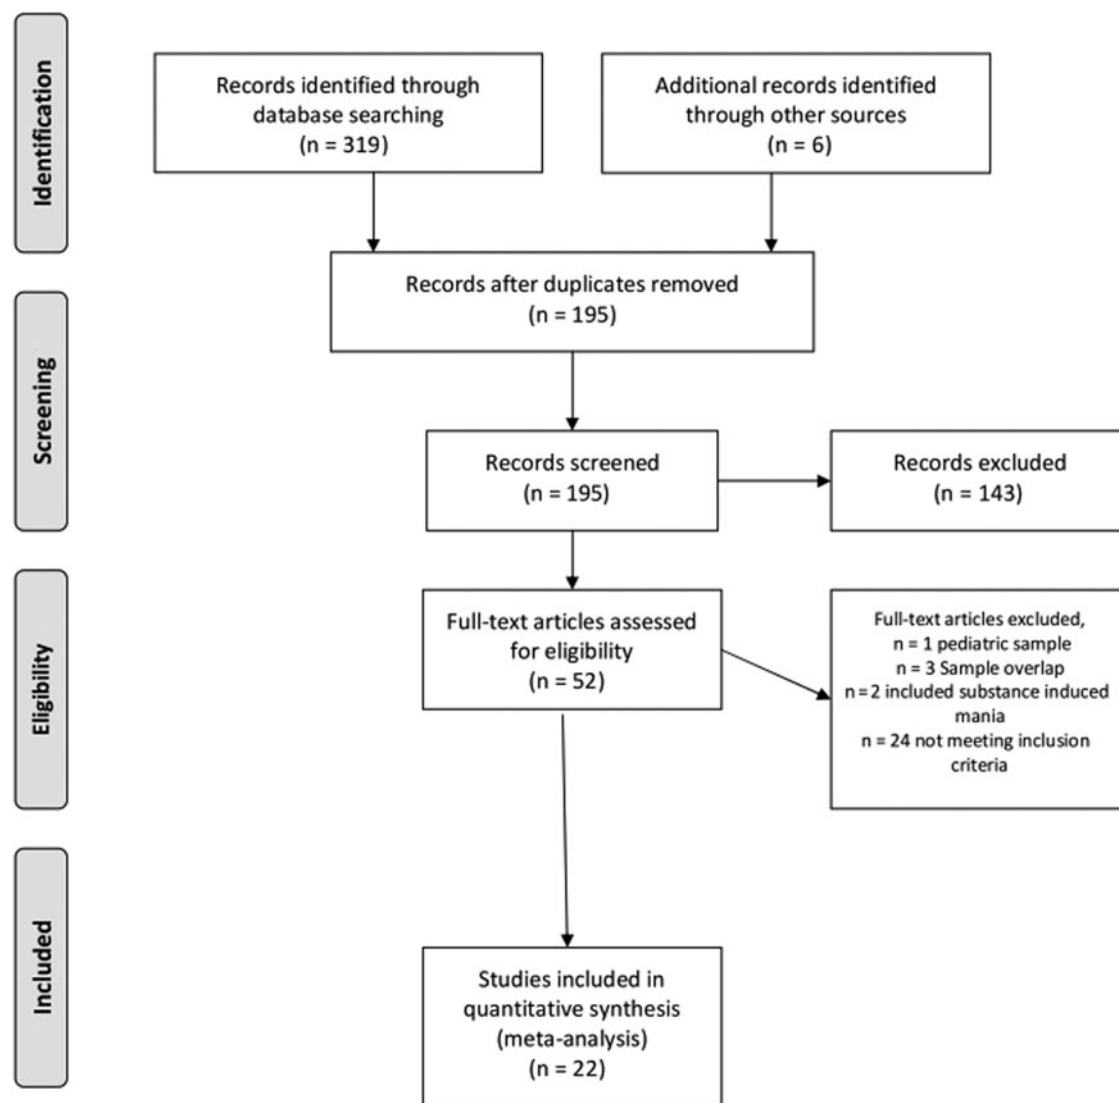 Identification
Records identified through
database searching
(n = 319)
Additional records identified
through other sources
(n = 6)
Records after duplicates removed
(n = 195)
Screening
Records screened
(n = 195)
Records excluded
(n = 143)
Eligibility
Full-text articles assessed
for eligibility
(n = 52)
Full-text articles excluded,
n = 1 pediatric sample
n = 3 Sample overlap
n = 2 included substance induced
mania
n = 24 not meeting inclusion
criteria
Included
Studies included in
quantitative synthesis
(meta-analysis)
(n = 22)